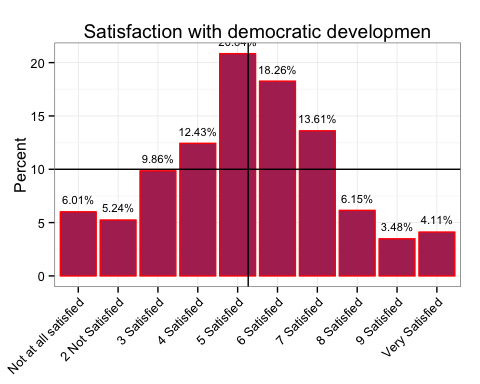 Satisfaction with democratic developmen
Percent
20
15
10
5
0
6.01%
5.24%
9.86%
12.43%
20.84%
18.26%
13.61%
6.15%
3.48%
4.11%
Not at all satisfied
2 Not Satisfied
3 Satisfied
4 Satisfied
5 Satisfied
6 Satisfied
7 Satisfied
8 Satisfied
9 Satisfied
Very Satisfied